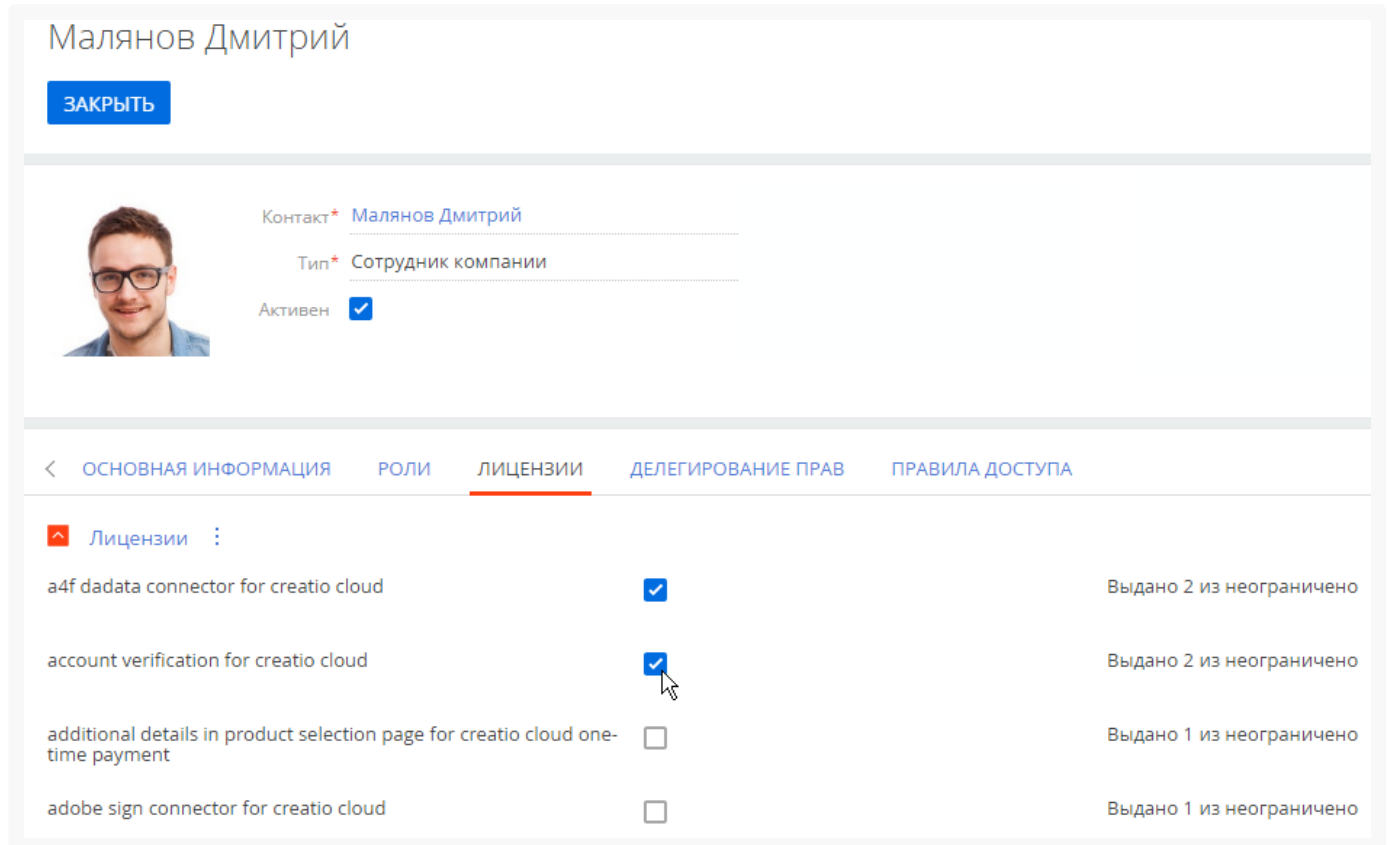 Малянов Дмитрий
ЗАКРЫТЬ
Контакт* Малянов Дмитрий
Тип* Сотрудник компании
Активен
ОСНОВНАЯ ИНФОРМАЦИЯ РОЛИ ЛИЦЕНЗИИ ДЕЛЕГИРОВАНИЕ ПРАВ ПРАВИЛА ДОСТУПА
Лицензии
a4f dadata connector for creatio cloud Выдано 2 из неограничено
account verification for creatio cloud Выдано 2 из неограничено
additional details in product selection page for creatio cloud one- Выдано 1 из неограничено
time payment
adobe sign connector for creatio cloud Выдано 1 из неограничено